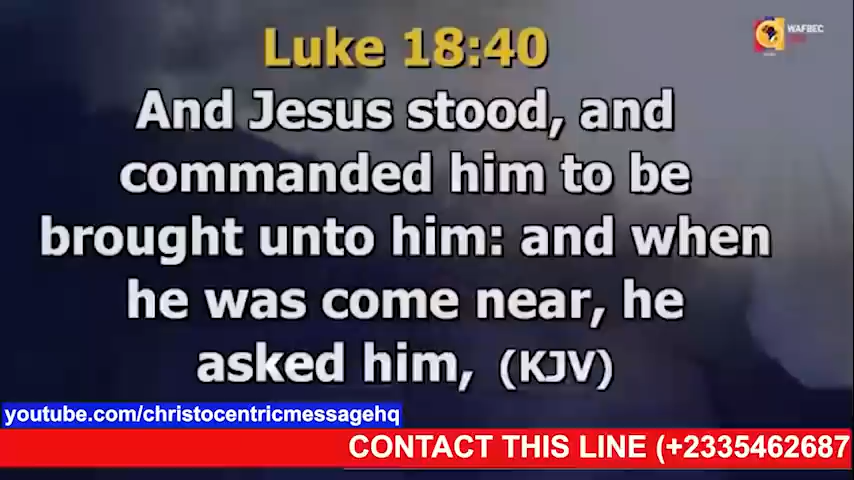 Luke 18:40
WAFBEC
And Jesus stood, and
commanded him to be
brought unto him: and when
he was come near, he
asked him, (KJV)
youtube.com/christocentricmessagehq
CONTACT THIS LINE (+2335462687